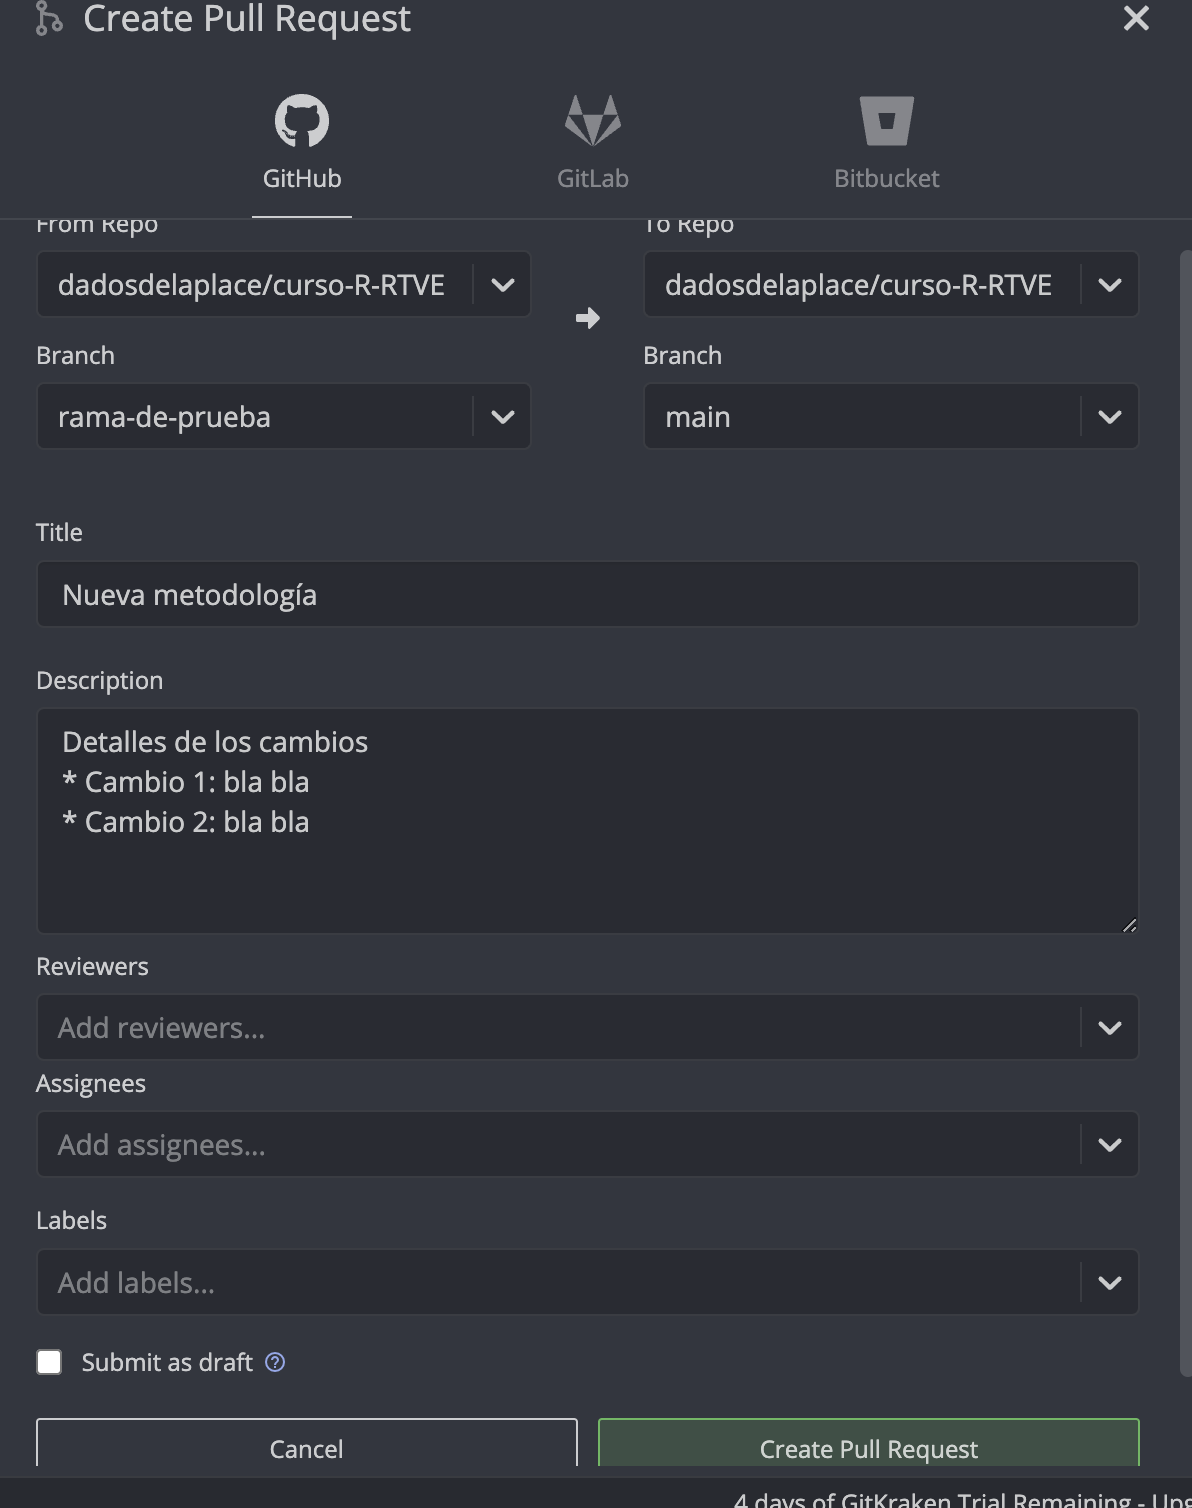 Create Pull Request
GitHub
GitLab
Bitbucket
From Repo
To Repo
dadosdelaplace/curso-R-RTVE
dadosdelaplace/curso-R-RTVE
Branch
Branch
rama-de-prueba
main
Title
Nueva metodología
Description
Detalles de los cambios
* Cambio 1: bla bla
* Cambio 2: bla bla
Reviewers
Add reviewers...
Assignees
Add assignees...
Labels
Add labels...
Submit as draft ?
Cancel
Create Pull Request
4 days of GitKraken Trial Remaining -